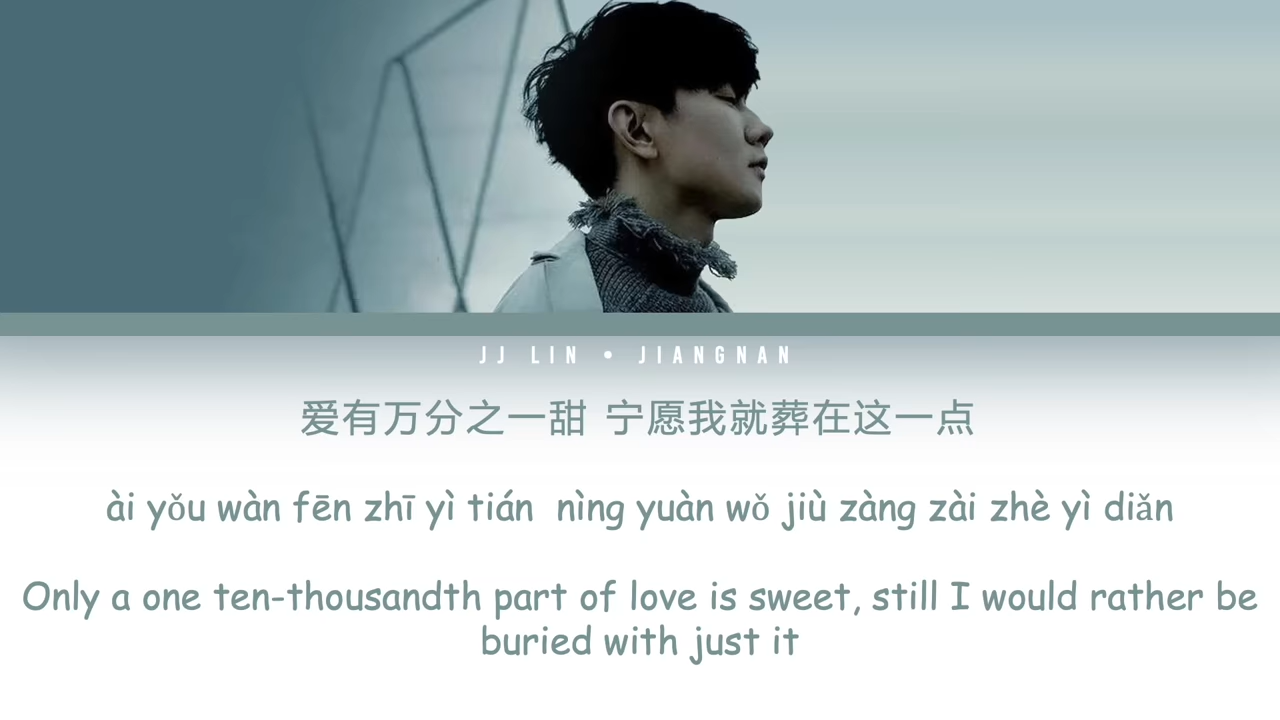 JJ LIN • JIANGNAN
爱有万分之一甜 宁愿我就葬在这一点
ài yǒu wàn fēn zhī yì tián  nìng yuàn wǒ jiù zàng zài zhè yì diǎn
Only a one ten-thousandth part of love is sweet, still I would rather be
buried with just it